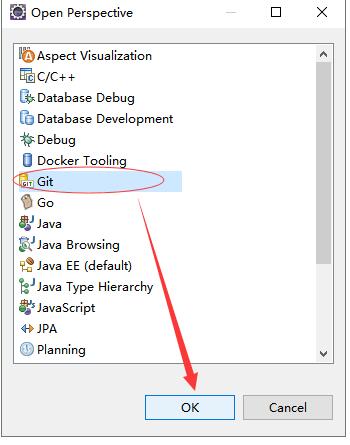 Open Perspective
Aspect Visualization
C/C++
Database Debug
Database Development
Debug
Docker Tooling
GIT Git
Go
Java
Java Browsing
Java EE (default)
Java Type Hierarchy
JavaScript
JPA
Planning
OK
Cancel